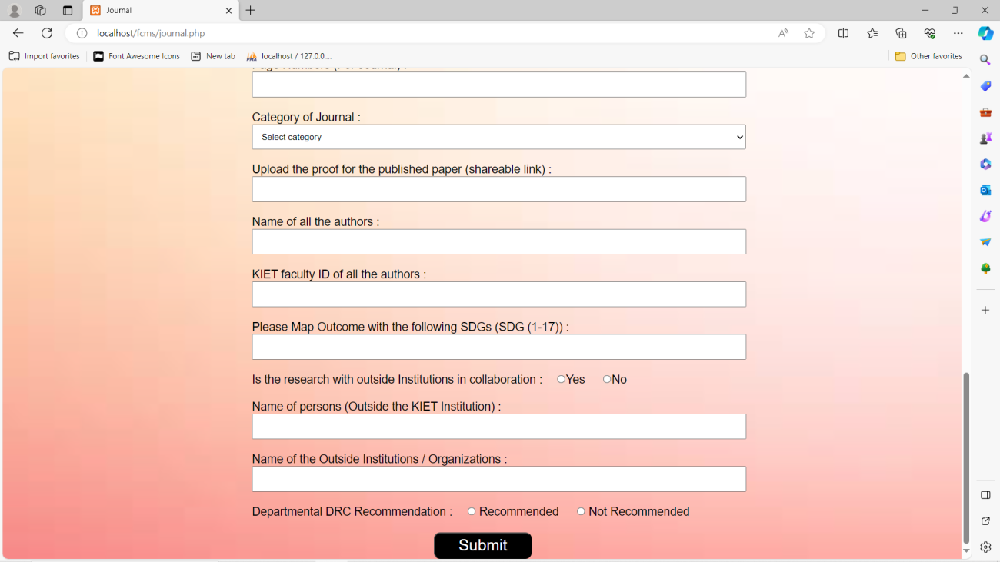 Journal
localhost/fcms/journal.php
Import favorites Font Awesome Icons New tab localhost / 127.0.0.... Other favorites
Page Numbers (For Journal) :
Category of Journal :
Select category
Upload the proof for the published paper (shareable link) :
Name of all the authors :
KIET faculty ID of all the authors :
Please Map Outcome with the following SDGs (SDG (1-17)) :
Is the research with outside Institutions in collaboration : Yes No
Name of persons (Outside the KIET Institution) :
Name of the Outside Institutions / Organizations :
Departmental DRC Recommendation : Recommended Not Recommended
Submit